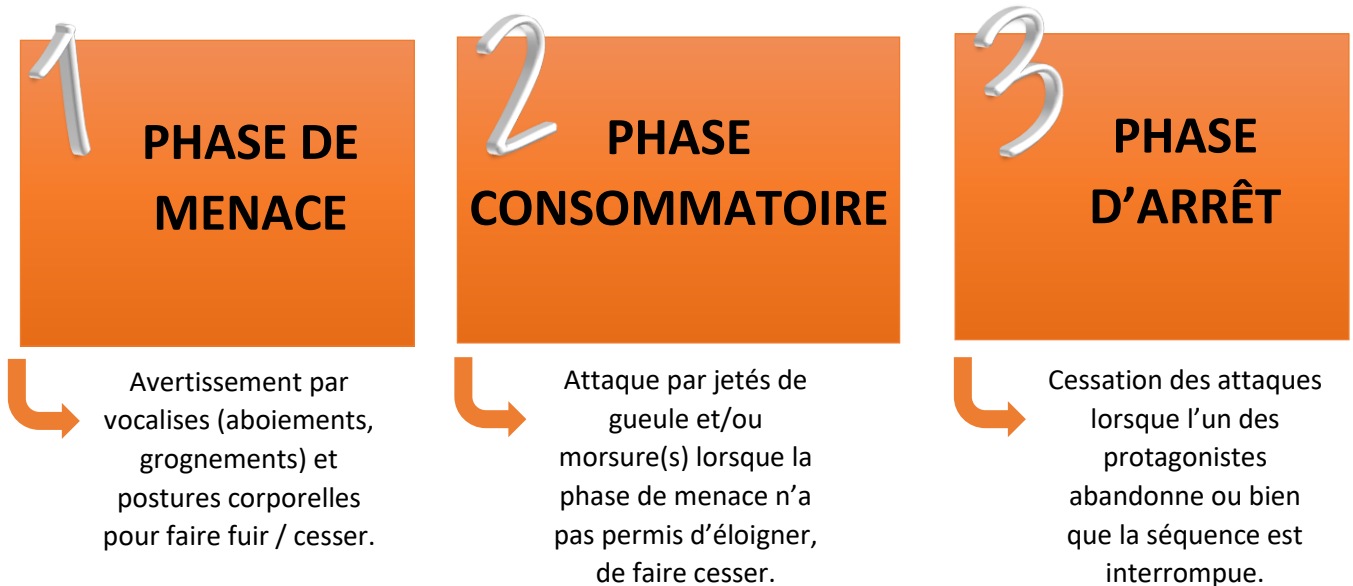 1
PHASE DE
MENACE
Avertissement par
vocalises (aboiements,
grognements) et
postures corporelles
pour faire fuir / cesser.
2
PHASE
CONSOMMATOIRE
Attaque par jetés de
gueule et/ou
morsure(s) lorsque la
phase de menace n’a
pas permis d’éloigner,
de faire cesser.
3
PHASE
D’ARRÊT
Cessation des attaques
lorsque l’un des
protagonistes
abandonne ou bien
que la séquence est
interrompue.